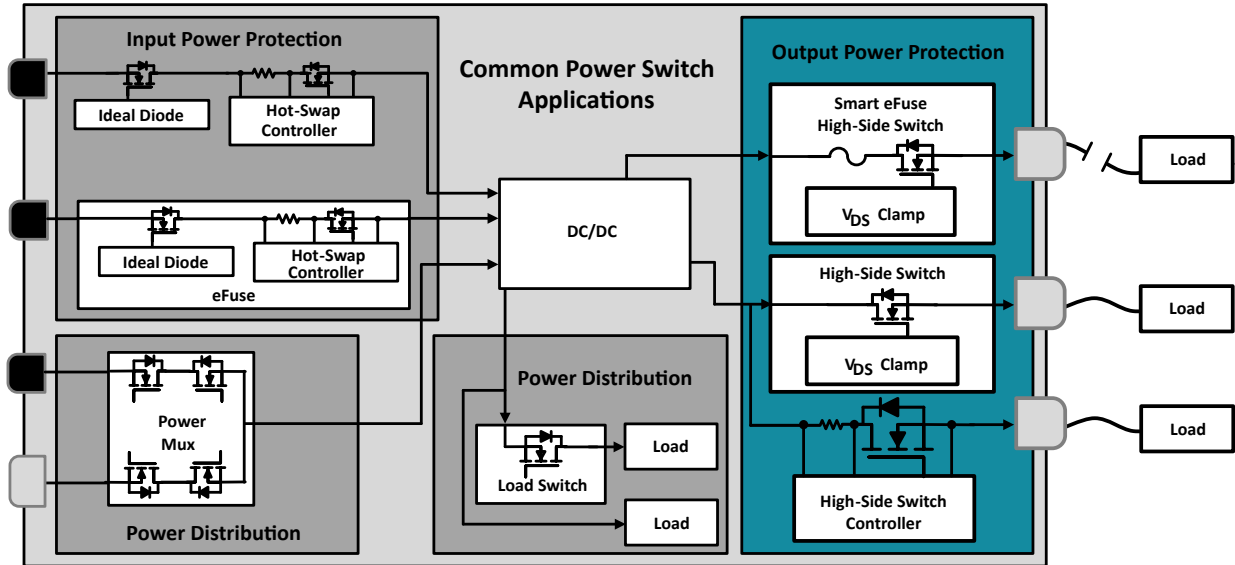 Input Power Protection
Ideal Diode
Hot-Swap
Controller
Ideal Diode
Hot-Swap
Controller
eFuse
Power
Mux
Power Distribution
Common Power Switch
Applications
DC/DC
Power Distribution
Load Switch
Load
Load
Output Power Protection
Smart eFuse
High-Side Switch
VDS Clamp
High-Side Switch
VDS Clamp
High-Side Switch
Controller
Load
Load
Load